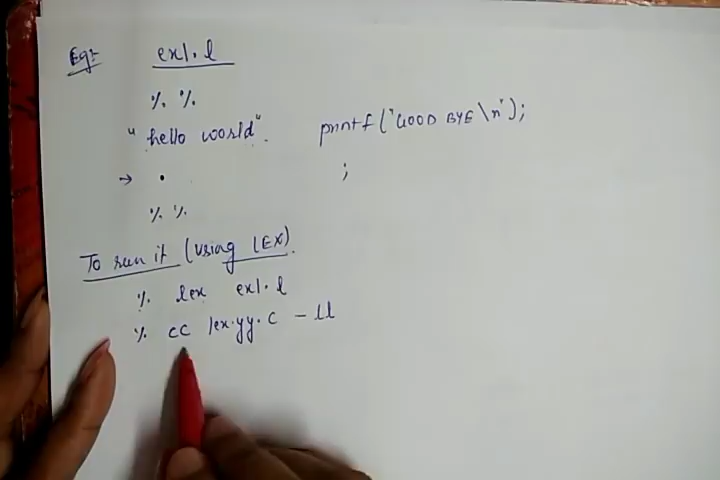 Eg:- ex1.l
%%
"hello world". printf("GOOD BYE \n");
→ . ;
%%
To run it (using LEX).
% lex ex1.l
% cc lex.yy.c -ll